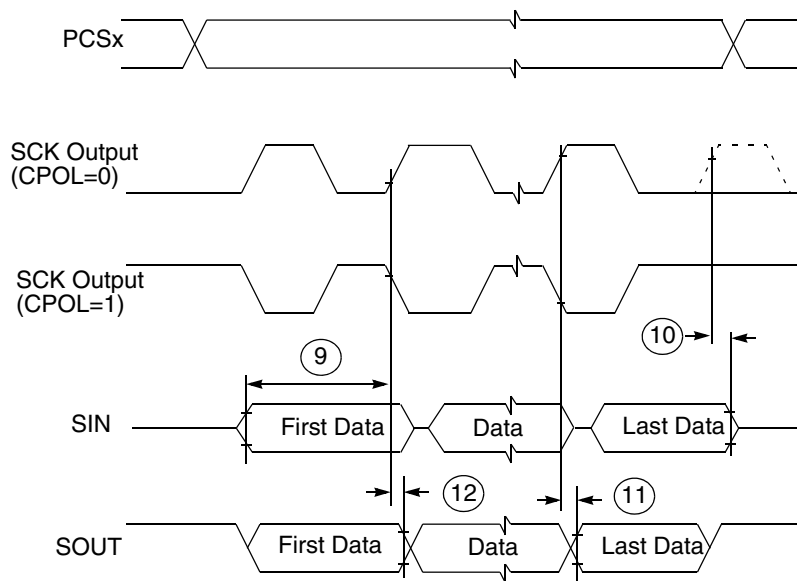 PCSx
SCK Output
(CPOL=0)
SCK Output
(CPOL=1)
9
10
SIN
First Data
Data
Last Data
12
11
SOUT
First Data
Data
Last Data